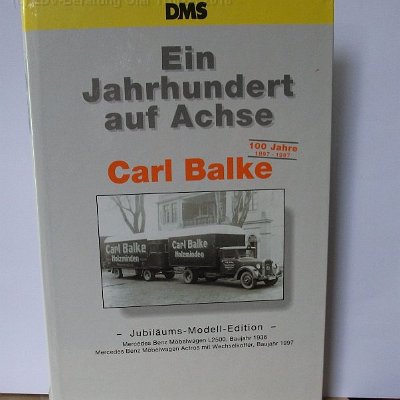 DMS
Ein
Jahrhundert
auf Achse
100 Jahre
1897 - 1997
Carl Balke
Carl Balke
Holzminden
Carl Balke
Holzminden
– Jubiläums-Modell-Edition –
Mercedes Benz Möbelwagen L2500, Baujahr 1936
Mercedes Benz Möbelwagen Actros mit Wechselkoffer, Baujahr 1997